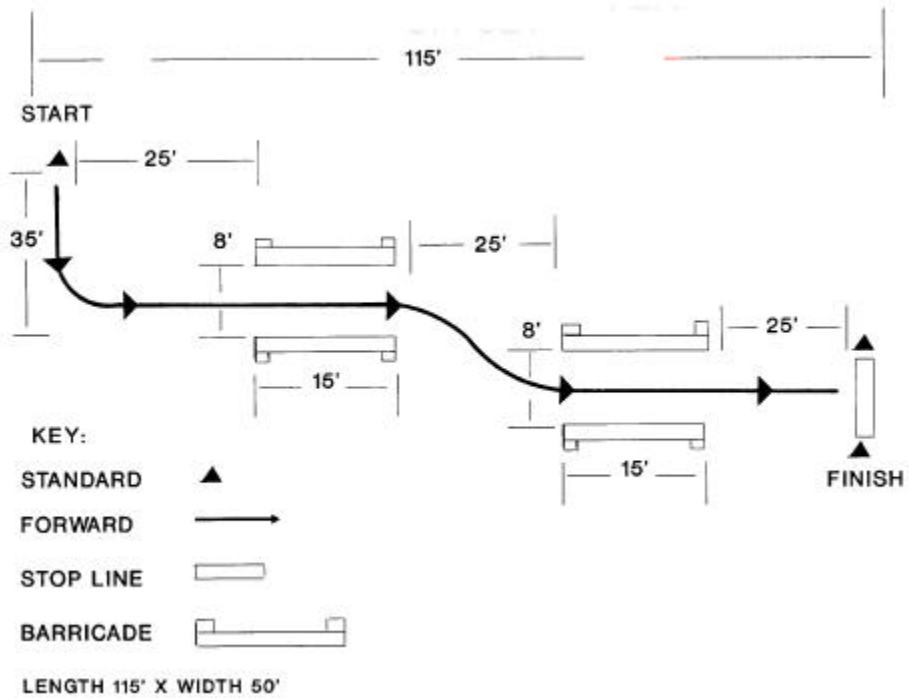 115'
START
25'
35'
8'
25'
8'
25'
15'
15'
FINISH
KEY:
STANDARD
FORWARD
STOP LINE
BARRICADE
LENGTH 115' X WIDTH 50'